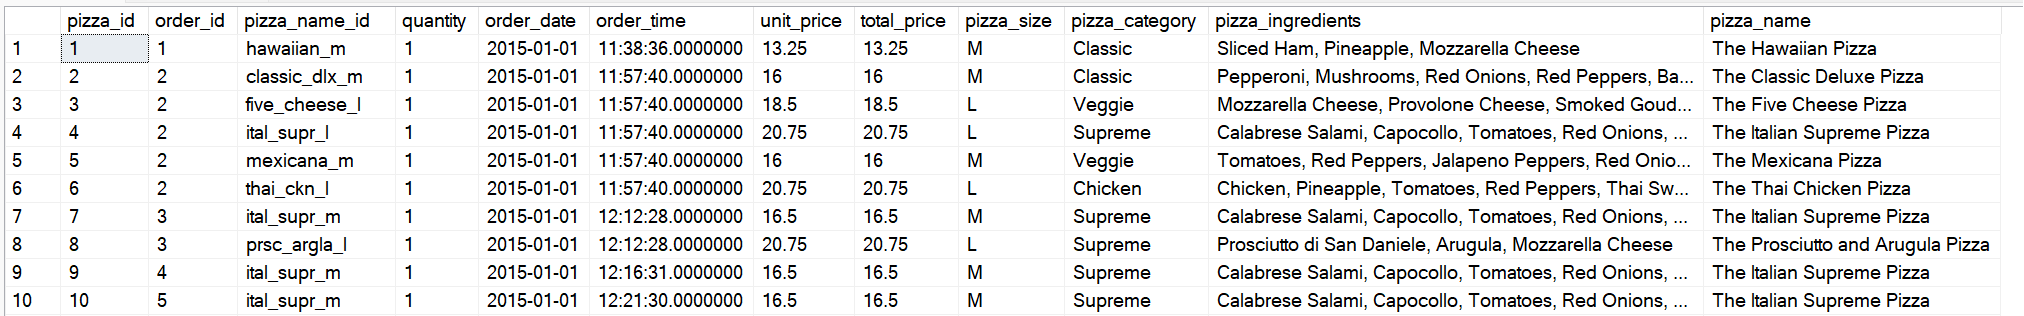 pizza_id order_id pizza_name_id quantity order_date order_time unit_price total_price pizza_size pizza_category pizza_ingredients pizza_name
1 1 1 hawaiian_m 1 2015-01-01 11:38:36.0000000 13.25 13.25 M Classic Sliced Ham, Pineapple, Mozzarella Cheese The Hawaiian Pizza
2 2 2 classic_dlx_m 1 2015-01-01 11:57:40.0000000 16 16 M Classic Pepperoni, Mushrooms, Red Onions, Red Peppers, Ba... The Classic Deluxe Pizza
3 3 2 five_cheese_l 1 2015-01-01 11:57:40.0000000 18.5 18.5 L Veggie Mozzarella Cheese, Provolone Cheese, Smoked Goud... The Five Cheese Pizza
4 4 2 ital_supr_l 1 2015-01-01 11:57:40.0000000 20.75 20.75 L Supreme Calabrese Salami, Capocollo, Tomatoes, Red Onions, ... The Italian Supreme Pizza
5 5 2 mexicana_m 1 2015-01-01 11:57:40.0000000 16 16 M Veggie Tomatoes, Red Peppers, Jalapeno Peppers, Red Onio... The Mexicana Pizza
6 6 2 thai_ckn_l 1 2015-01-01 11:57:40.0000000 20.75 20.75 L Chicken Chicken, Pineapple, Tomatoes, Red Peppers, Thai Sw... The Thai Chicken Pizza
7 7 3 ital_supr_m 1 2015-01-01 12:12:28.0000000 16.5 16.5 M Supreme Calabrese Salami, Capocollo, Tomatoes, Red Onions, ... The Italian Supreme Pizza
8 8 3 prsc_argla_l 1 2015-01-01 12:12:28.0000000 20.75 20.75 L Supreme Prosciutto di San Daniele, Arugula, Mozzarella Cheese The Prosciutto and Arugula Pizza
9 9 4 ital_supr_m 1 2015-01-01 12:16:31.0000000 16.5 16.5 M Supreme Calabrese Salami, Capocollo, Tomatoes, Red Onions, ... The Italian Supreme Pizza
10 10 5 ital_supr_m 1 2015-01-01 12:21:30.0000000 16.5 16.5 M Supreme Calabrese Salami, Capocollo, Tomatoes, Red Onions, ... The Italian Supreme Pizza